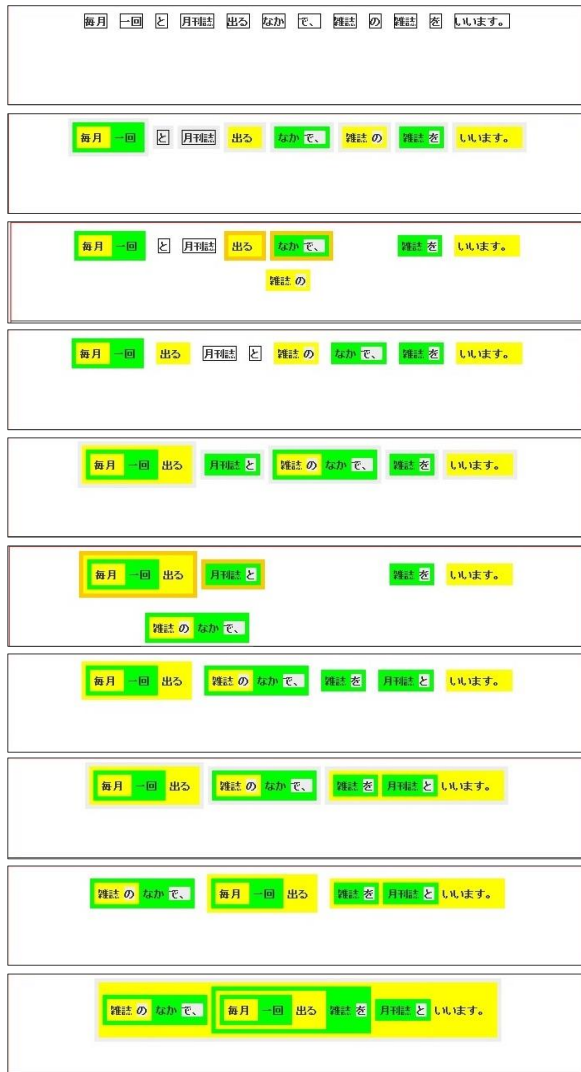 毎月 一回 と 月刊誌 出る なか で、 雑誌 の 雑誌 を いいます。
毎月 一回 と 月刊誌 出る なか で、 雑誌 の 雑誌 を いいます。
毎月 一回 と 月刊誌 出る なか で、 雑誌 を いいます。
雑誌 の
毎月 一回 出る 月刊誌 と 雑誌 の なか で、 雑誌 を いいます。
毎月 一回 出る 月刊誌 と 雑誌 の なか で、 雑誌 を いいます。
毎月 一回 出る 月刊誌 と 雑誌 を いいます。
雑誌 の なか で、
毎月 一回 出る 雑誌 の なか で、 雑誌 を 月刊誌 と いいます。
毎月 一回 出る 雑誌 の なか で、 雑誌 を 月刊誌 と いいます。
雑誌 の なか で、 毎月 一回 出る 雑誌 を 月刊誌 と いいます。
雑誌 の なか で、 毎月 一回 出る 雑誌 を 月刊誌 と いいます。